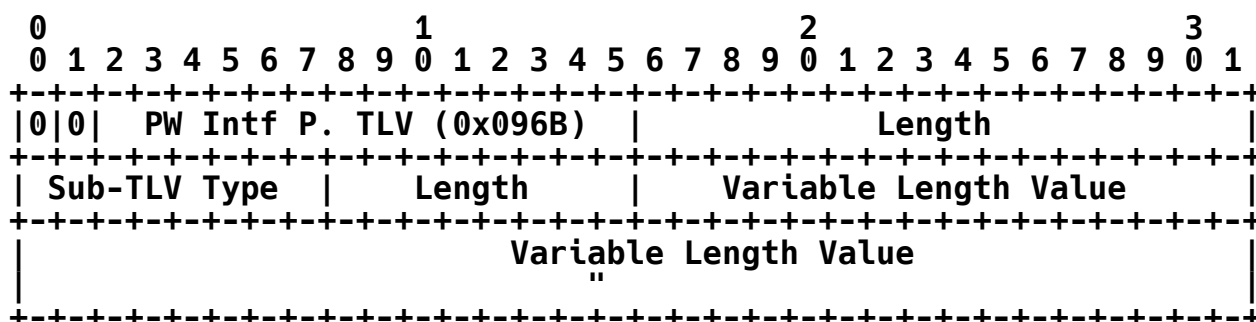 0                   1                   2                   3
 0 1 2 3 4 5 6 7 8 9 0 1 2 3 4 5 6 7 8 9 0 1 2 3 4 5 6 7 8 9 0 1
+-+-+-+-+-+-+-+-+-+-+-+-+-+-+-+-+-+-+-+-+-+-+-+-+-+-+-+-+-+-+-+-+
|0|0|  PW Intf P. TLV (0x096B)  |            Length             |
+-+-+-+-+-+-+-+-+-+-+-+-+-+-+-+-+-+-+-+-+-+-+-+-+-+-+-+-+-+-+-+-+
| Sub-TLV Type  |    Length     |    Variable Length Value      |
+-+-+-+-+-+-+-+-+-+-+-+-+-+-+-+-+-+-+-+-+-+-+-+-+-+-+-+-+-+-+-+-+
|                         Variable Length Value                 |
|                             "                                 |
+-+-+-+-+-+-+-+-+-+-+-+-+-+-+-+-+-+-+-+-+-+-+-+-+-+-+-+-+-+-+-+-+